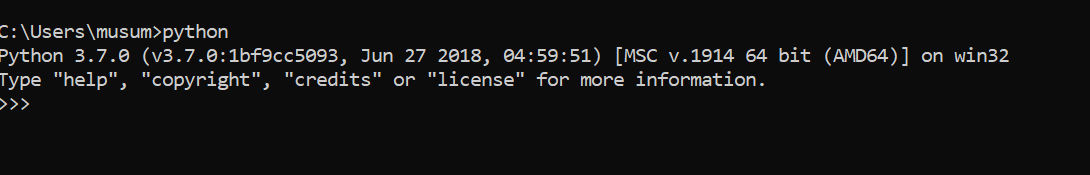 C:\Users\musum>python
Python 3.7.0 (v3.7.0:1bf9cc5093, Jun 27 2018, 04:59:51) [MSC v.1914 64 bit (AMD64)] on win32
Type "help", "copyright", "credits" or "license" for more information.
>>>